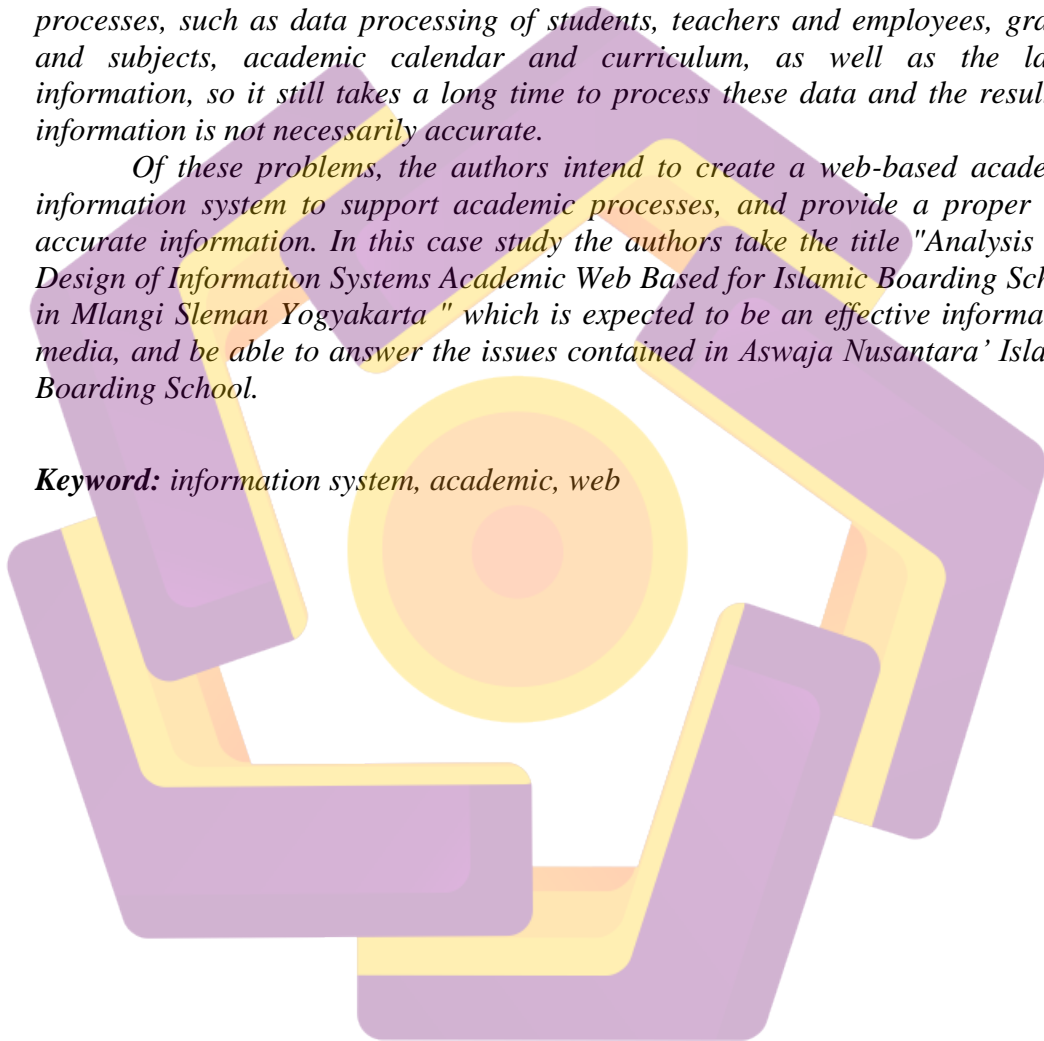 processes, such as data processing of students, teachers and employees, gra
and subjects, academic calendar and curriculum, as well as the la
information, so it still takes a long time to process these data and the result
information is not necessarily accurate.
Of these problems, the authors intend to create a web-based acade
information system to support academic processes, and provide a proper
accurate information. In this case study the authors take the title "Analysis
Design of Information Systems Academic Web Based for Islamic Boarding Sch
in Mlangi Sleman Yogyakarta " which is expected to be an effective informa
media, and be able to answer the issues contained in Aswaja Nusantara’ Isla
Boarding School.
Keyword: information system, academic, web